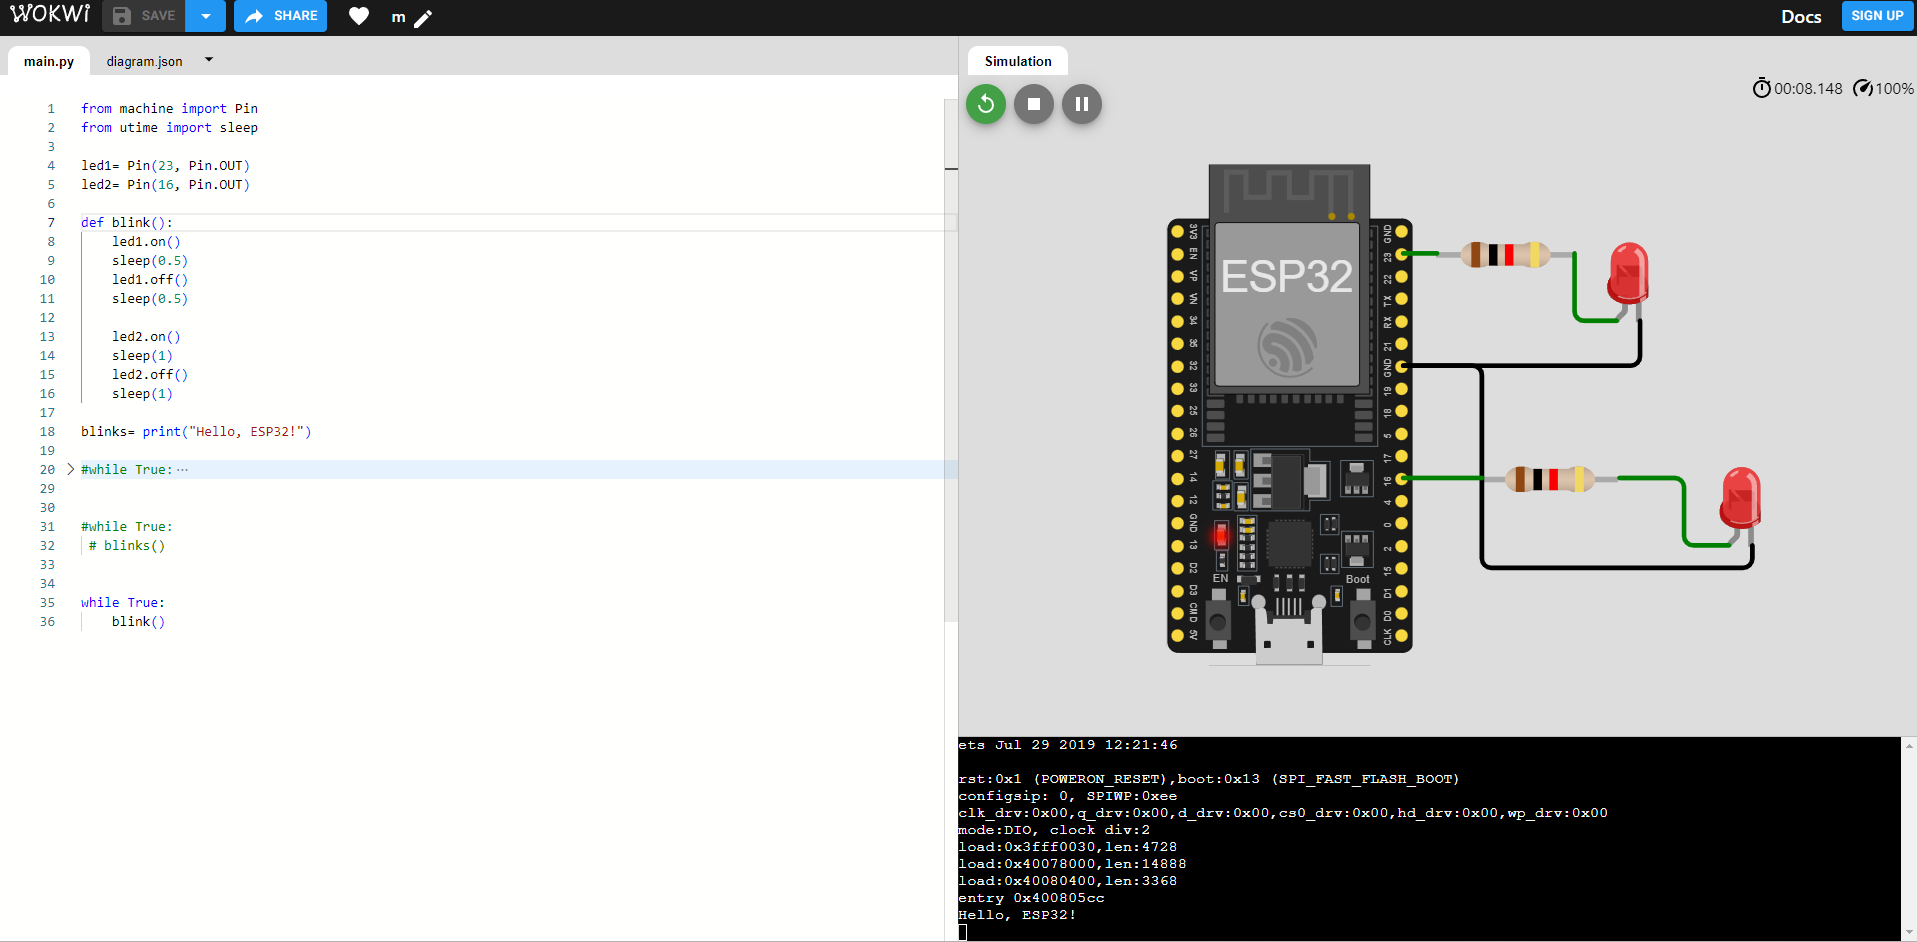 WOKWi SAVE SHARE m Docs SIGN UP
main.py diagram.json
Simulation
00:08.148 100%
1 from machine import Pin
2 from utime import sleep
3
4 led1= Pin(23, Pin.OUT)
5 led2= Pin(16, Pin.OUT)
6
7 def blink():
8 led1.on()
9 sleep(0.5)
10 led1.off()
11 sleep(0.5)
12
13 led2.on()
14 sleep(1)
15 led2.off()
16 sleep(1)
17
18 blinks= print("Hello, ESP32!")
19
20 #while True: ···
29
30
31 #while True:
32 # blinks()
33
34
35 while True:
36 blink()
ESP32
3V3
EN
VP
VN
34
35
32
33
25
26
27
14
12
GND
13
D2
D3
CMD
5V
GND
23
22
TX
RX
21
GND
19
18
5
17
16
4
0
2
15
D1
D0
CLK
EN
Boot
ets Jul 29 2019 12:21:46
rst:0x1 (POWERON_RESET),boot:0x13 (SPI_FAST_FLASH_BOOT)
configsip: 0, SPIWP:0xee
clk_drv:0x00,q_drv:0x00,d_drv:0x00,cs0_drv:0x00,hd_drv:0x00,wp_drv:0x00
mode:DIO, clock div:2
load:0x3fff0030,len:4728
load:0x40078000,len:14888
load:0x40080400,len:3368
entry 0x400805cc
Hello, ESP32!